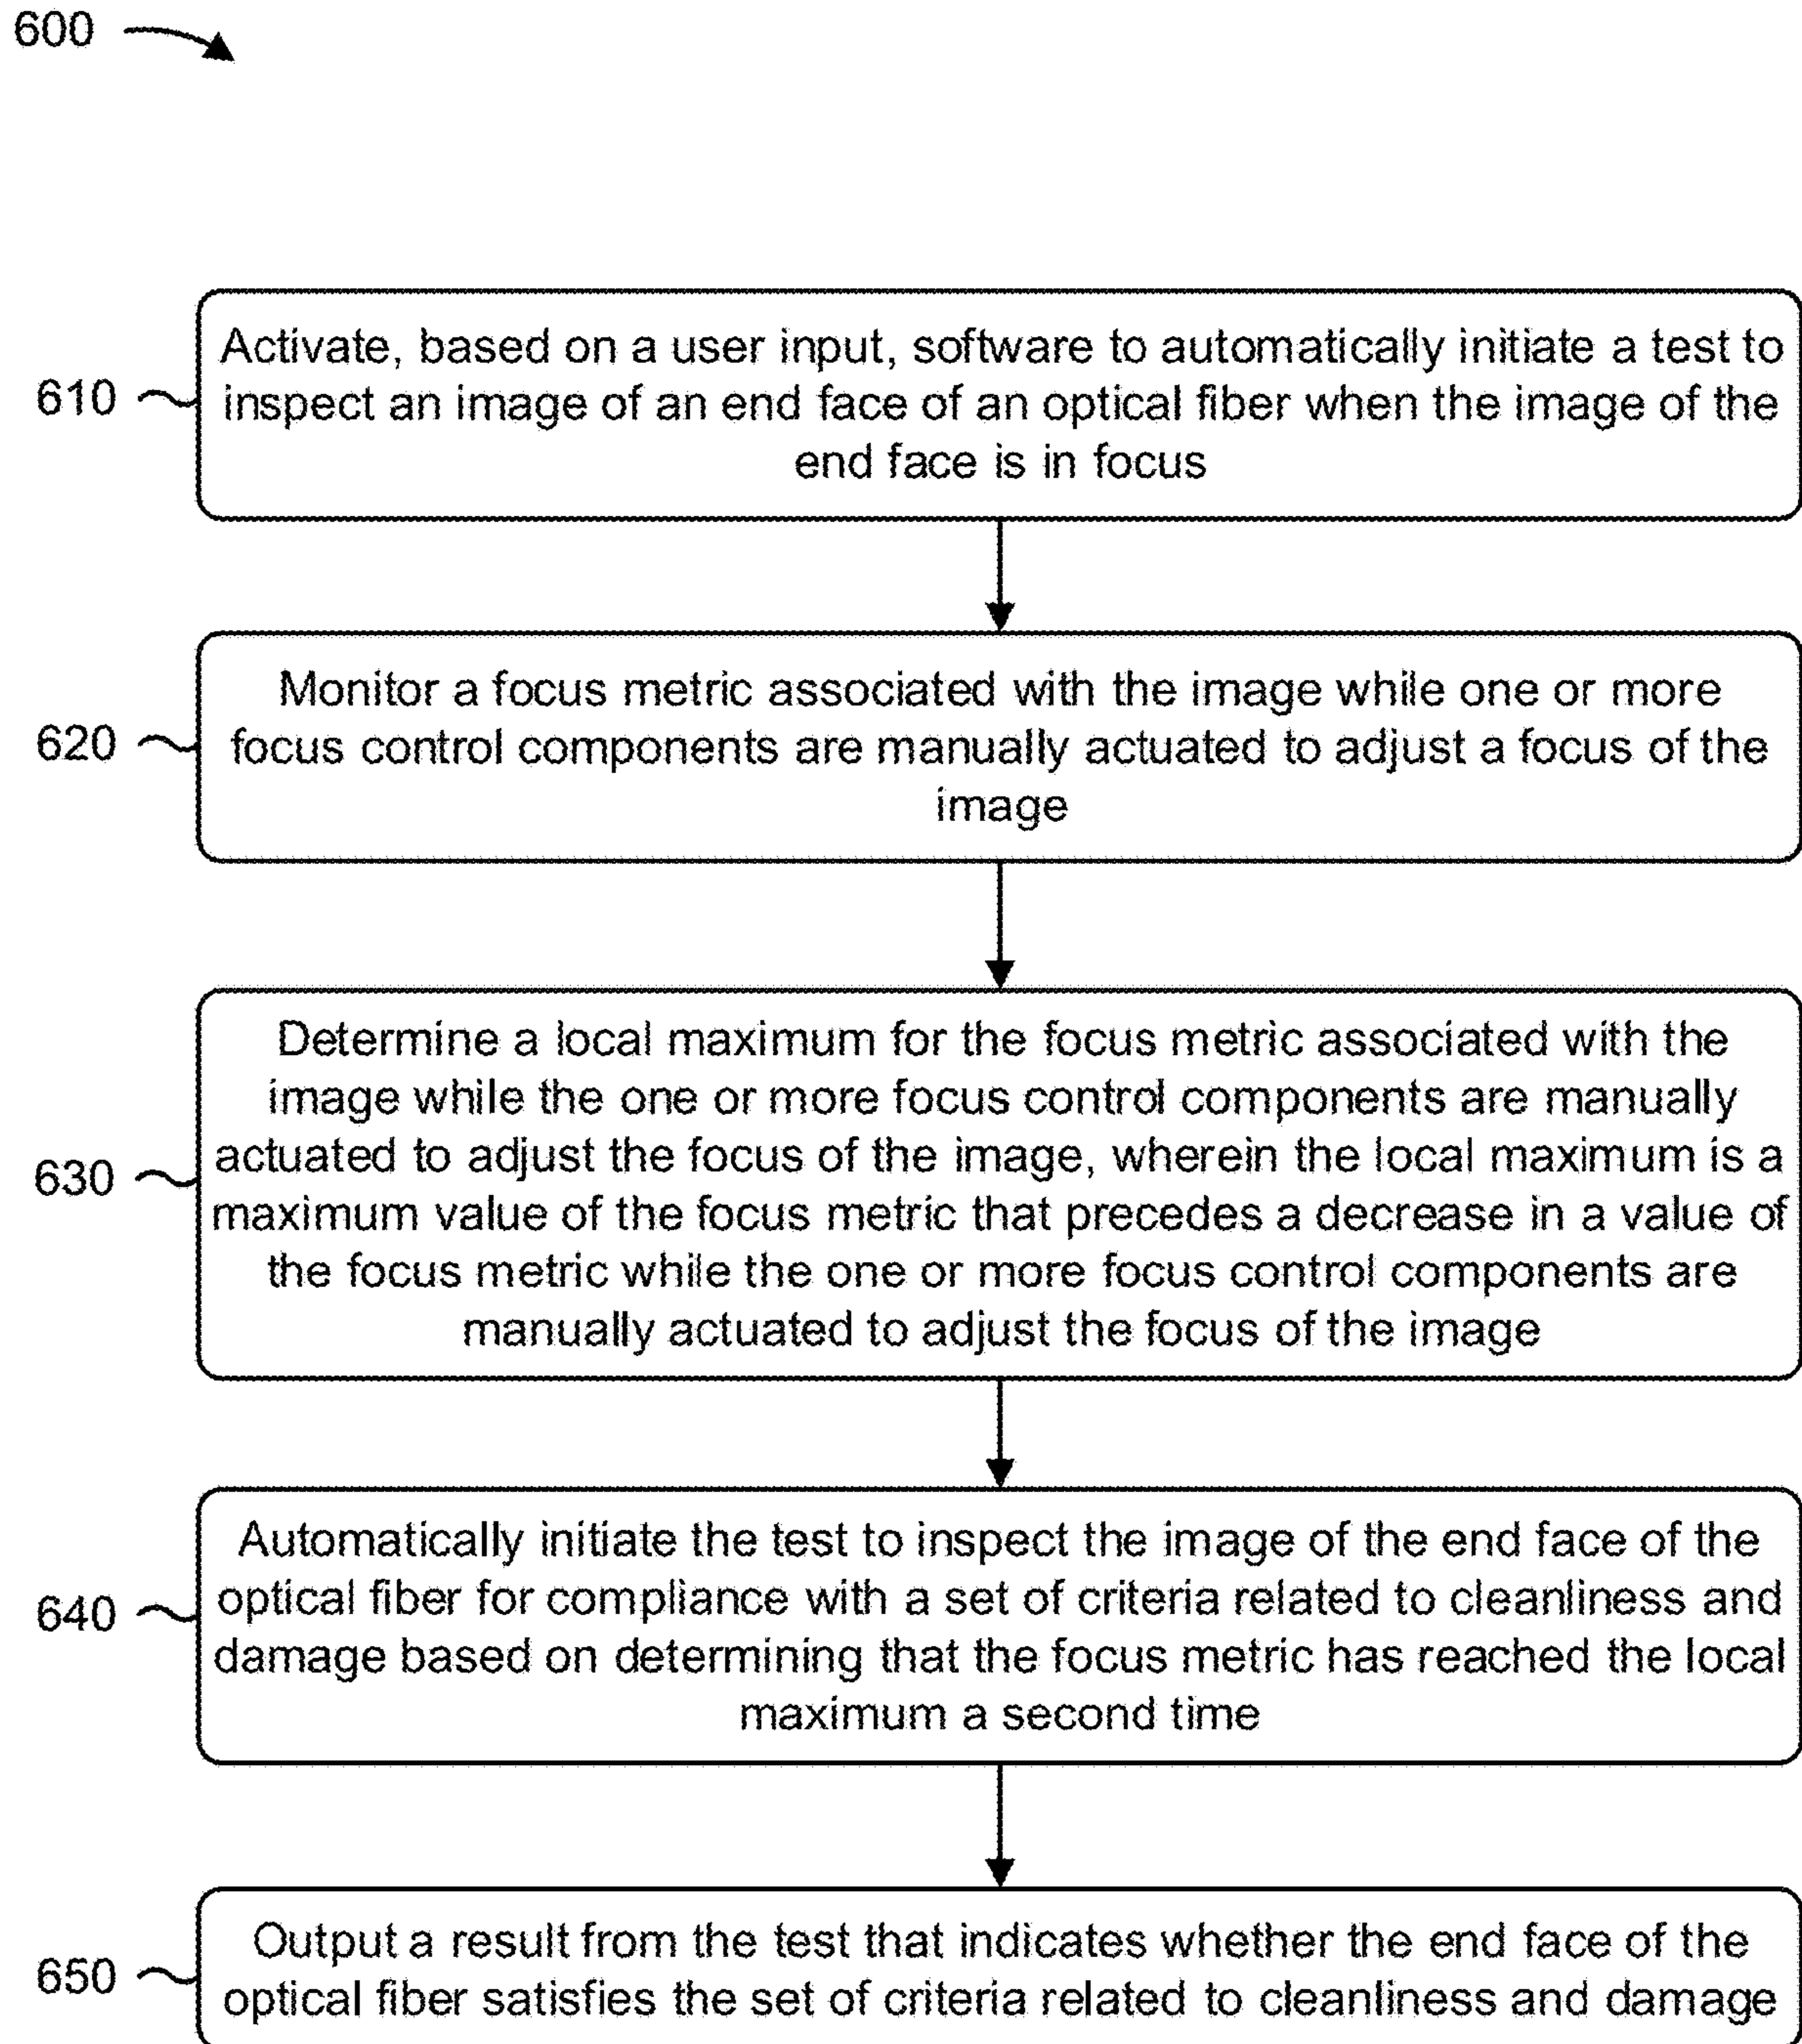 600
Activate, based on a user input, software to automatically initiate a test to
inspect an image of an end face of an optical fiber when the image of the
end face is in focus
610
Monitor a focus metric associated with the image while one or more
focus control components are manually actuated to adjust a focus of the
image
620
Determine a local maximum for the focus metric associated with the
image while the one or more focus control components are manually
actuated to adjust the focus of the image, wherein the local maximum is a
maximum value of the focus metric that precedes a decrease in a value of
the focus metric while the one or more focus control components are
manually actuated to adjust the focus of the image
630
Automatically initiate the test to inspect the image of the end face of the
optical fiber for compliance with a set of criteria related to cleanliness and
damage based on determining that the focus metric has reached the local
maximum a second time
640
Output a result from the test that indicates whether the end face of the
optical fiber satisfies the set of criteria related to cleanliness and damage
650